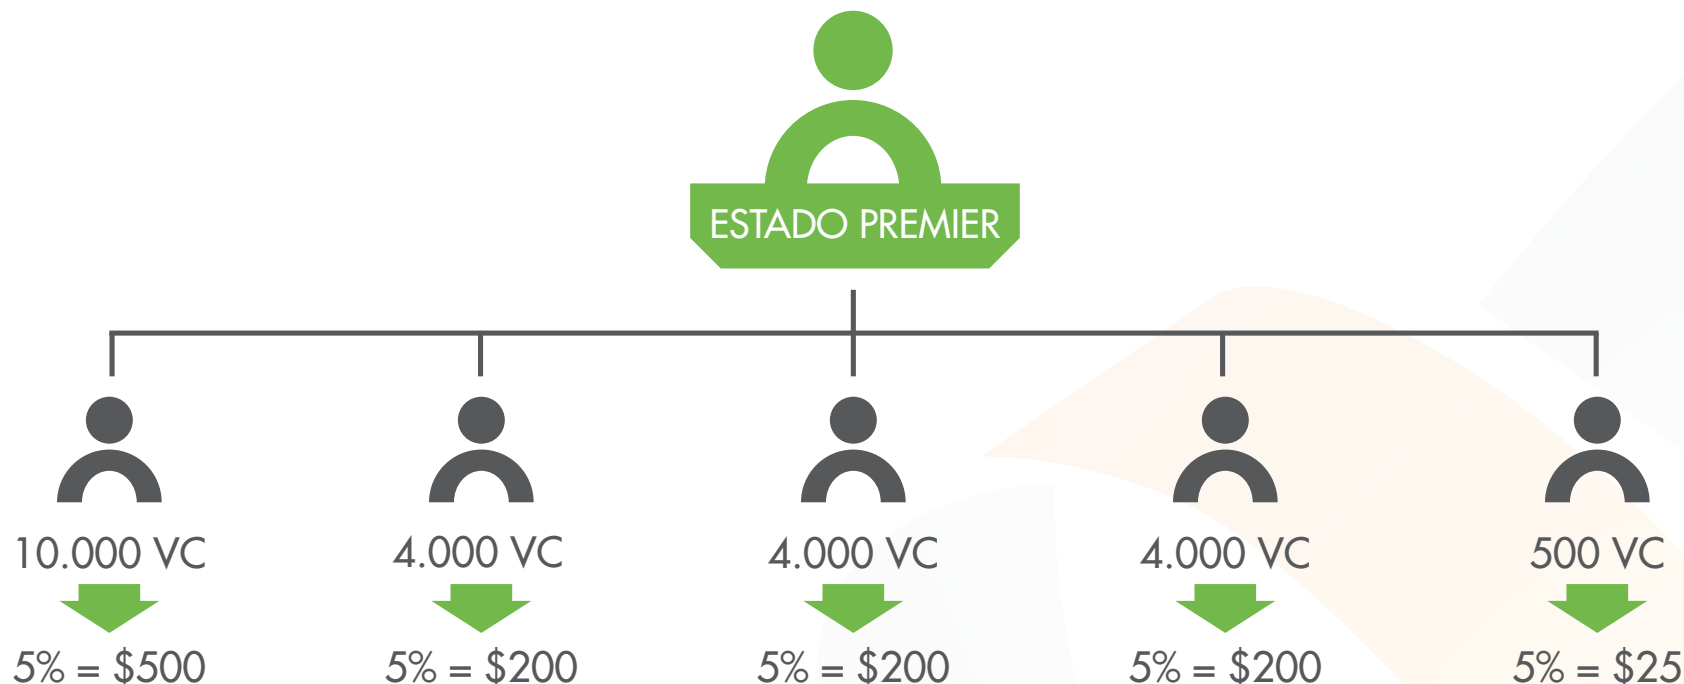 ESTADO PREMIER
10.000 VC 4.000 VC 4.000 VC 4.000 VC 500 VC
5% = $500 5% = $200 5% = $200 5% = $200 5% = $25